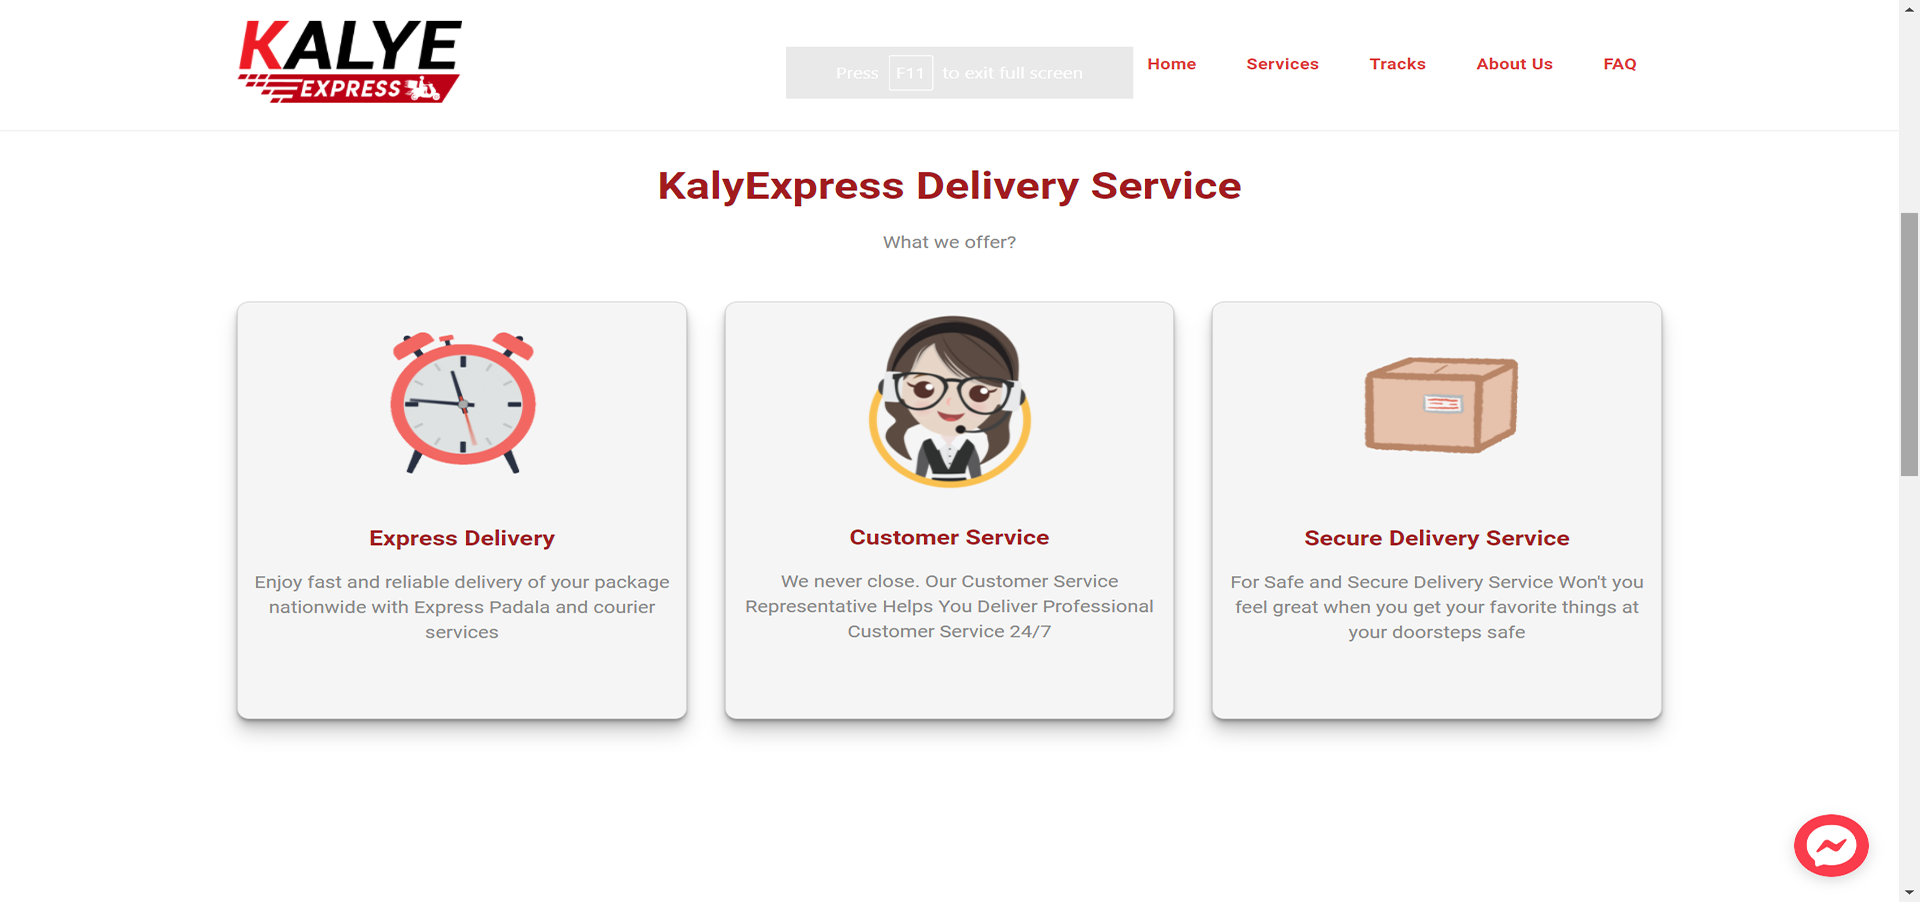 KALYE
EXPRESS
Press F11 to exit full screen
Home Services Tracks About Us FAQ
KalyExpress Delivery Service
What we offer?
Express Delivery
Enjoy fast and reliable delivery of your package
nationwide with Express Padala and courier
services
Customer Service
We never close. Our Customer Service
Representative Helps You Deliver Professional
Customer Service 24/7
Secure Delivery Service
For Safe and Secure Delivery Service Won't you
feel great when you get your favorite things at
your doorsteps safe